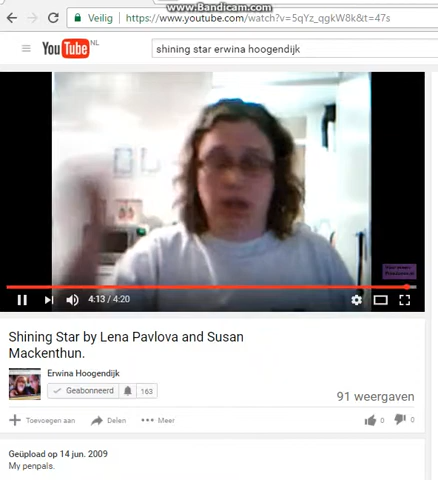 www.Bandicam.com
Veilig https://www.youtube.com/watch?v=5qYz_qgkW8k&t=47s
YouTube NL
shining star erwina hoogendijk
4:13 / 4:20
Shining Star by Lena Pavlova and Susan
Mackenthun.
Erwina Hoogendijk
Geabonneerd 163
91 weergaven
Toevoegen aan Delen Meer 0 0
Geüpload op 14 jun. 2009
My penpals.